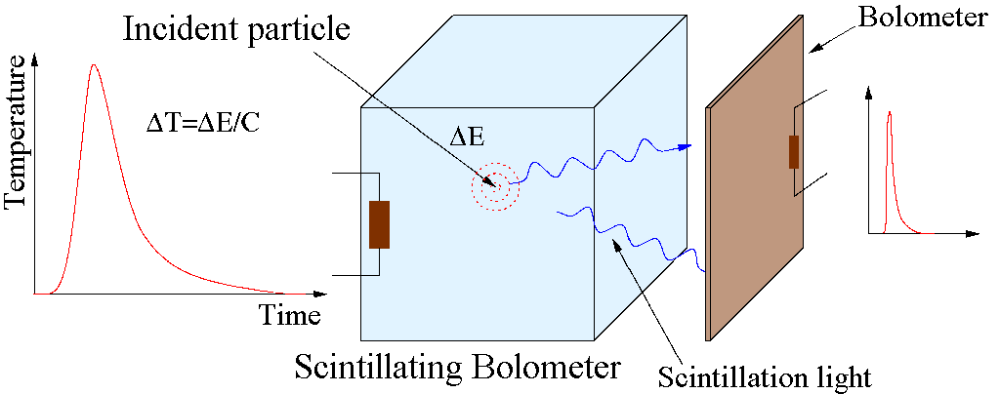 Incident particle
Bolometer
Temperature
ΔT=ΔE/C
ΔE
Time
Scintillating Bolometer
Scintillation light